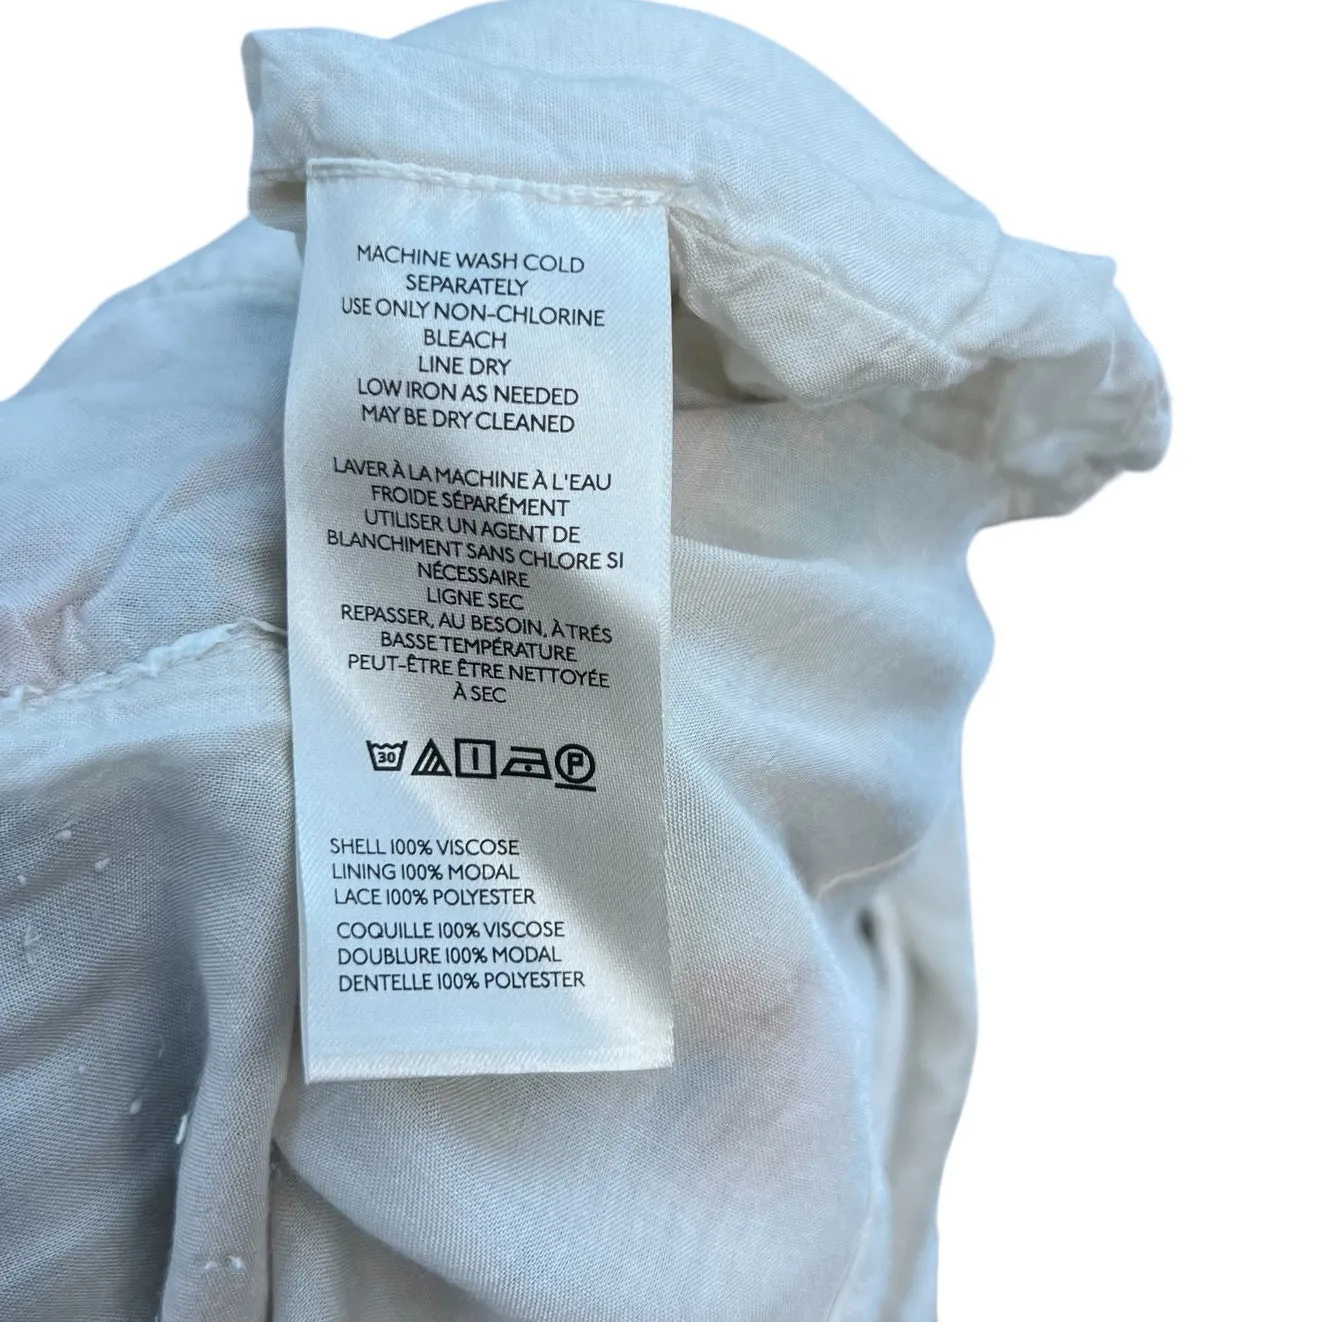 MACHINE WASH COLD
SEPARATELY
USE ONLY NON-CHLORINE
BLEACH
LINE DRY
LOW IRON AS NEEDED
MAY BE DRY CLEANED
LAVER À LA MACHINE À L'EAU
FROIDE SÉPARÉMENT
UTILISER UN AGENT DE
BLANCHIMENT SANS CHLORE SI
NÉCESSAIRE
LIGNE SEC
REPASSER, AU BESOIN, À TRÉS
BASSE TEMPÉRATURE
PEUT-ÊTRE ÊTRE NETTOYÉE
À SEC
30 P
SHELL 100% VISCOSE
LINING 100% MODAL
LACE 100% POLYESTER
COQUILLE 100% VISCOSE
DOUBLURE 100% MODAL
DENTELLE 100% POLYESTER